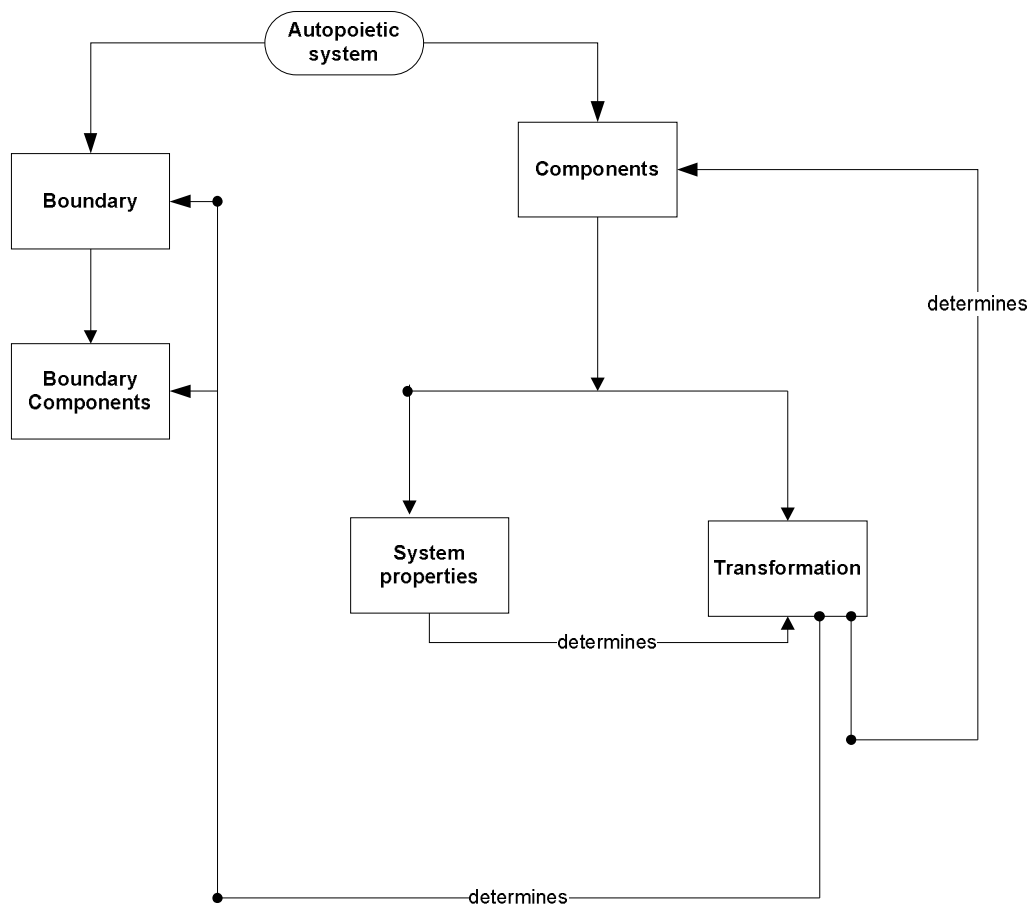 Autopoietic
system
Components
Boundary
determines
Boundary
Components
System
properties
Transformation
determines
determines